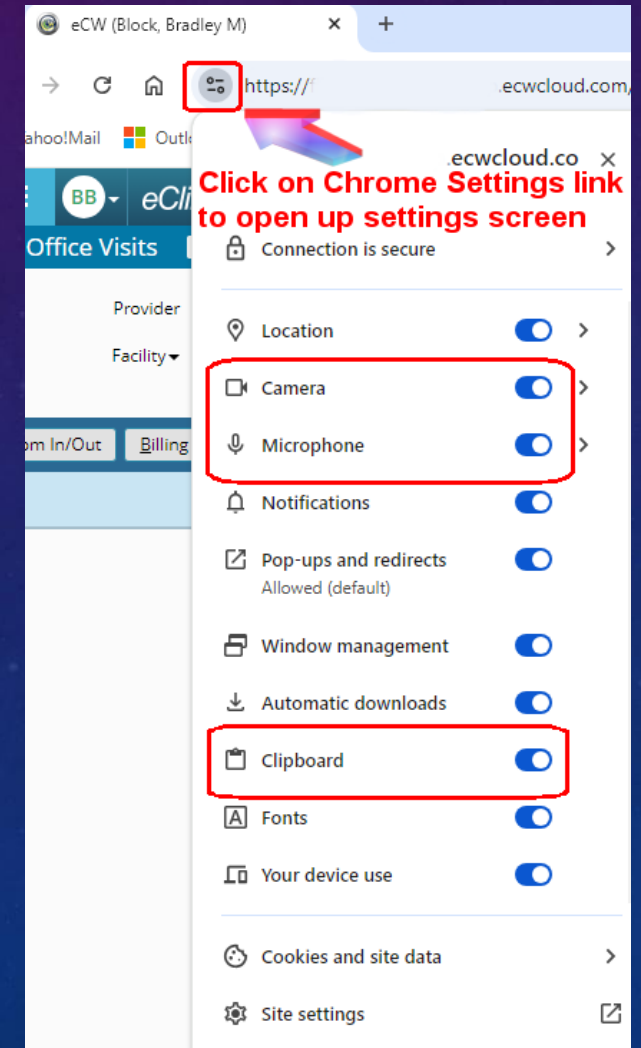 eCW (Block, Bradley M)
https://
.ecwcloud.com/
ahoo!Mail
.ecwcloud.co
BB
Click on Chrome Settings link
to open up settings screen
Office Visits
Connection is secure
Provider
Location
Facility
Camera
om In/Out
Billing
Microphone
Notifications
Pop-ups and redirects
Allowed (default)
Window management
Automatic downloads
Clipboard
A Fonts
Your device use
Cookies and site data
Site settings